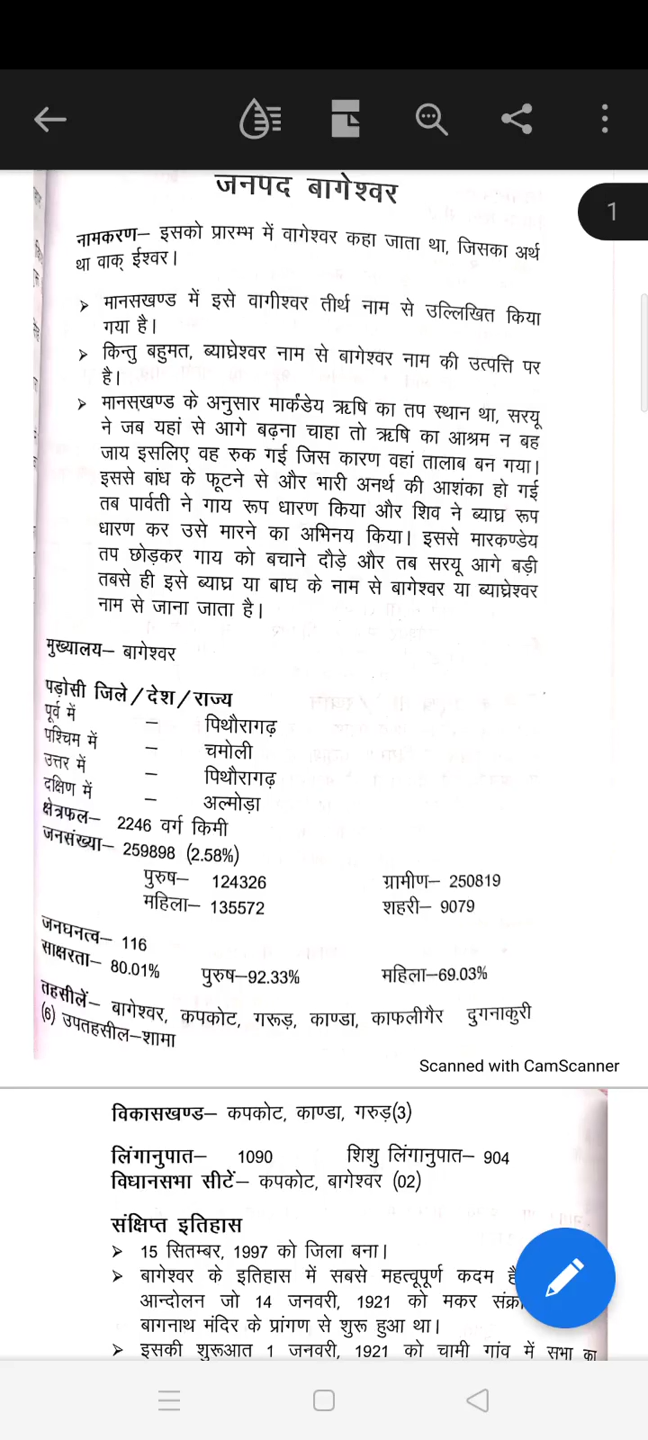 1
जनपद बागेश्वर
नामकरण– इसको प्रारम्भ में वागेश्वर कहा जाता था, जिसका अर्थ
था वाक् ईश्वर।
➢ मानसखण्ड में इसे वागीश्वर तीर्थ नाम से उल्लिखित किया
गया है।
➢ किन्तु बहुमत, ब्याघ्रेश्वर नाम से बागेश्वर नाम की उत्पत्ति पर
है।
➢ मानसखण्ड के अनुसार मार्कंडेय ऋषि का तप स्थान था, सरयू
ने जब यहां से आगे बढ़ना चाहा तो ऋषि का आश्रम न बह
जाय इसलिए वह रुक गई जिस कारण वहां तालाब बन गया।
इससे बांध के फूटने से और भारी अनर्थ की आशंका हो गई
तब पार्वती ने गाय रूप धारण किया और शिव ने ब्याघ्र रूप
धारण कर उसे मारने का अभिनय किया। इससे मारकण्डेय
तप छोड़कर गाय को बचाने दौड़े और तब सरयू आगे बड़ी
तबसे ही इसे ब्याघ्र या बाघ के नाम से बागेश्वर या ब्याघ्रेश्वर
नाम से जाना जाता है।
मुख्यालय– बागेश्वर
पड़ोसी जिले/देश/राज्य
पूर्व में – पिथौरागढ़
पश्चिम में – चमोली
उत्तर में – पिथौरागढ़
दक्षिण में – अल्मोड़ा
क्षेत्रफल– 2246 वर्ग किमी
जनसंख्या– 259898 (2.58%)
पुरुष– 124326 ग्रामीण– 250819
महिला– 135572 शहरी– 9079
जनघनत्व– 116
साक्षरता– 80.01% पुरुष–92.33% महिला–69.03%
तहसीलें– बागेश्वर, कपकोट, गरूड़, काण्डा, काफलीगैर दुगनाकुरी
(6) उपतहसील–शामा
Scanned with CamScanner
विकासखण्ड– कपकोट, काण्डा, गरुड़(3)
लिंगानुपात– 1090 शिशु लिंगानुपात– 904
विधानसभा सीटें– कपकोट, बागेश्वर (02)
संक्षिप्त इतिहास
➢ 15 सितम्बर, 1997 को जिला बना।
➢ बागेश्वर के इतिहास में सबसे महत्वूपूर्ण कदम
आन्दोलन जो 14 जनवरी, 1921 को मकर
बागनाथ मंदिर के प्रांगण से शुरू हुआ था।
➢ इसकी शुरूआत 1 जनवरी, 1921 को चामी गांव में सभा का